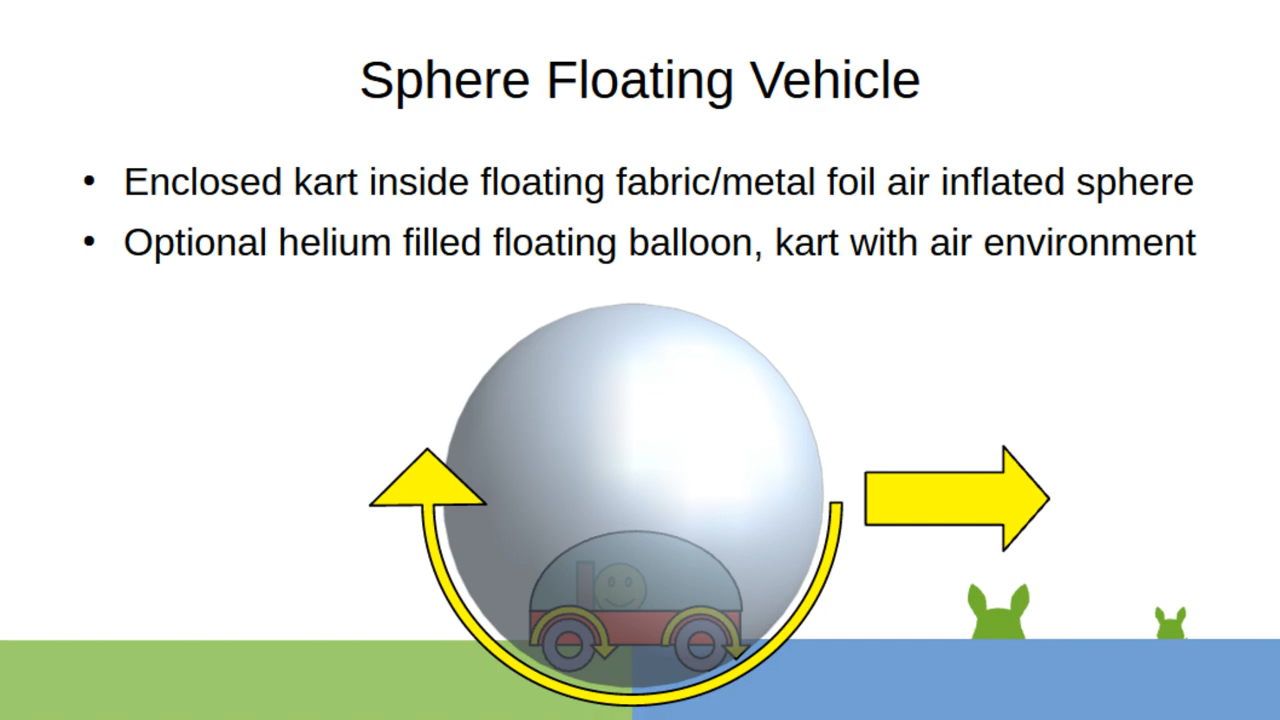 Sphere Floating Vehicle
• Enclosed kart inside floating fabric/metal foil air inflated sphere
• Optional helium filled floating balloon, kart with air environment